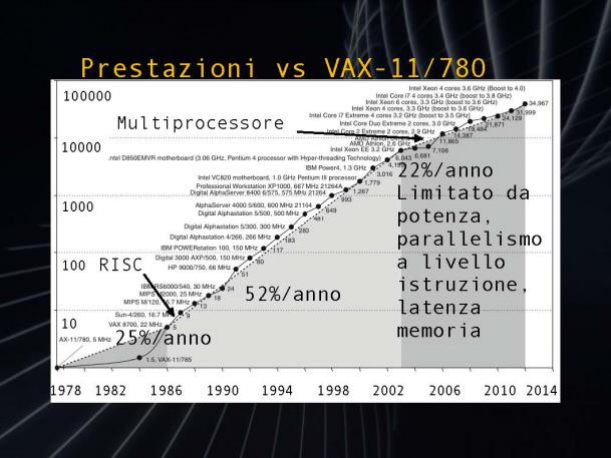 Prestazioni vs VAX-11/780
100000
Intel Xeon 4 cores 3.6 GHz (Boost to 4.0)
Intel Core i7 4 cores 3.4 GHz (boost to 3.8 GHz)
Intel Xeon 6 cores, 3.3 GHz (boost to 3.6 GHz)
Intel Xeon 4 cores, 3.3 GHz (boost to 3.6 GHz)
Intel Core i7 Extreme 4 cores 3.2 GHz (boost to 3.5 GHz)
34,967
31,999
Multiprocessore
Intel Core Duo Extreme 2 cores, 3.0 GHz
24,129
21,871
Intel Core 2 Extreme 2 cores, 2.9 GHz
19,484
14,387
10000
AMD Athlon, 2.6 GHz
11,865
Intel Xeon EE 3.2 GHz
7,108
6,681
6,043
ntel D850EMVR motherboard (3.06 GHz, Pentium 4 processor with Hyper-threading Technology)
4,195
IBM Power4, 1.3 GHz
3,016
22%/anno
Limitato da
potenza,
parallelismo
a livello
istruzione,
latenza
memoria
Intel VC820 motherboard, 1.0 GHz Pentium III processor
1,779
Professional Workstation XP1000, 667 MHz 21264A
1,267
Digital AlphaServer 8400 6/575, 575 MHz 21264
993
1000
AlphaServer 4000 5/600, 600 MHz 21164
649
Digital Alphastation 5/500, 500 MHz
481
Digital Alphastation 5/300, 300 MHz
280
Digital Alphastation 4/266, 266 MHz
183
IBM POWERstation 100, 150 MHz
117
Digital 3000 AXP/500, 150 MHz
80
100
RISC
HP 9000/750, 66 MHz
51
RS6000/540, 30 MHz
24
52%/anno
25 MHz
18
MIPS M/120,
13
Sun-4/260, 16.7
9
10
VAX 8700, 22 MHz
5
AX-11/780, 5 MHz
25%/anno
1.5, VAX-11/785
1978 1982 1986 1990 1994 1998 2002 2006 2010 2014